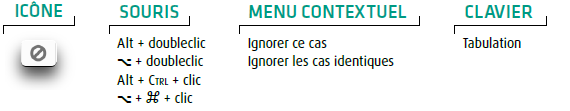 ICÔNE
SOURIS
MENU CONTEXTUEL
CLAVIER
Alt + doubleclic
⌥ + doubleclic
Alt + CTRL + clic
⌥ + ⌘ + clic
Ignorer ce cas
Ignorer les cas identiques
Tabulation